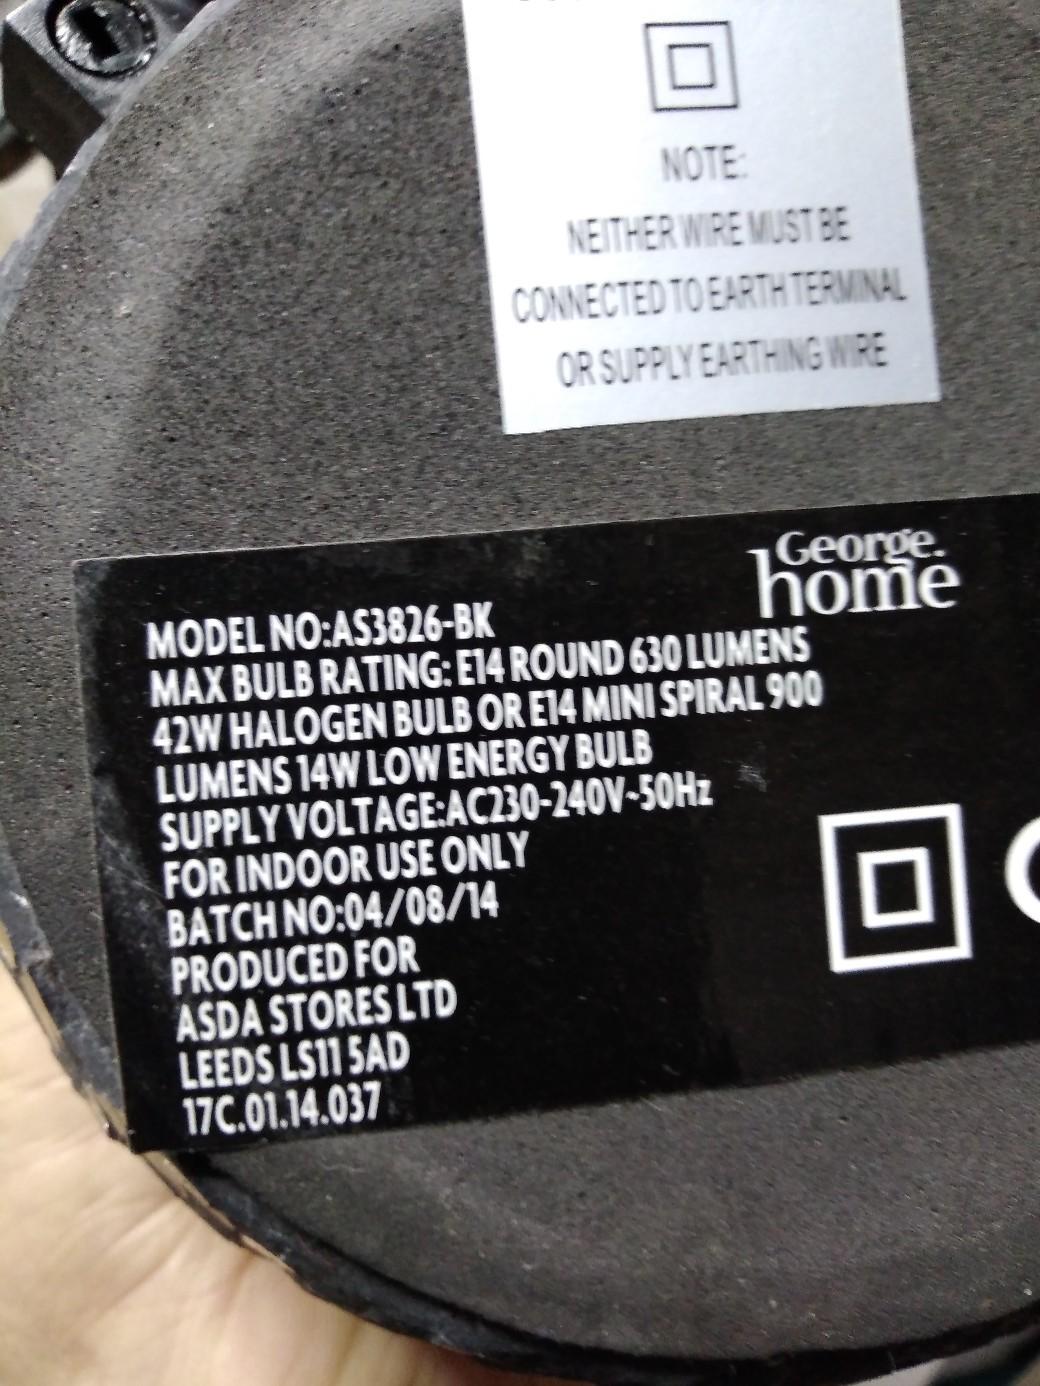 NOTE:
NEITHER WIRE MUST BE
CONNECTED TO EARTH TERMINAL
OR SUPPLY EARTHING WIRE
George.
home
MODEL NO:AS3826-BK
MAX BULB RATING: E14 ROUND 630 LUMENS
42W HALOGEN BULB OR E14 MINI SPIRAL 900
LUMENS 14W LOW ENERGY BULB
SUPPLY VOLTAGE:AC230-240V~50Hz
FOR INDOOR USE ONLY
BATCH NO:04/08/14
PRODUCED FOR
ASDA STORES LTD
LEEDS LS11 5AD
17C.01.14.037